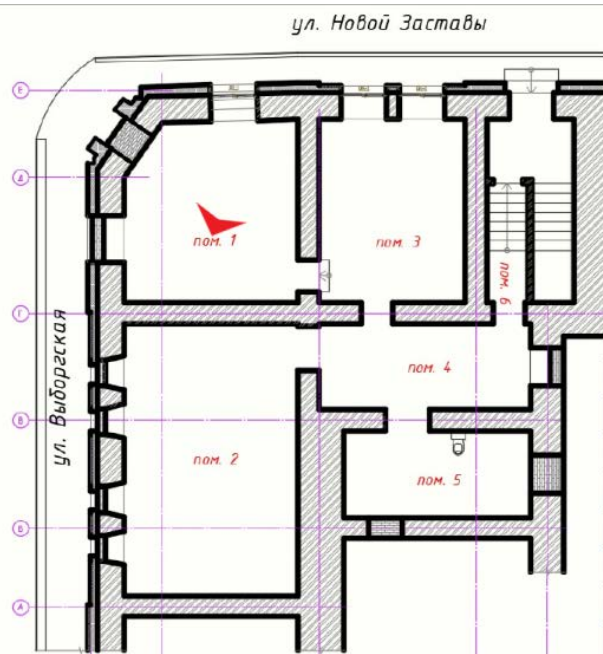 ул. Новой Заставы
Е
Д
пом. 1
пом. 3
пом. 6
Г
ул. Выборгская
пом. 4
В
пом. 2
пом. 5
Б
А